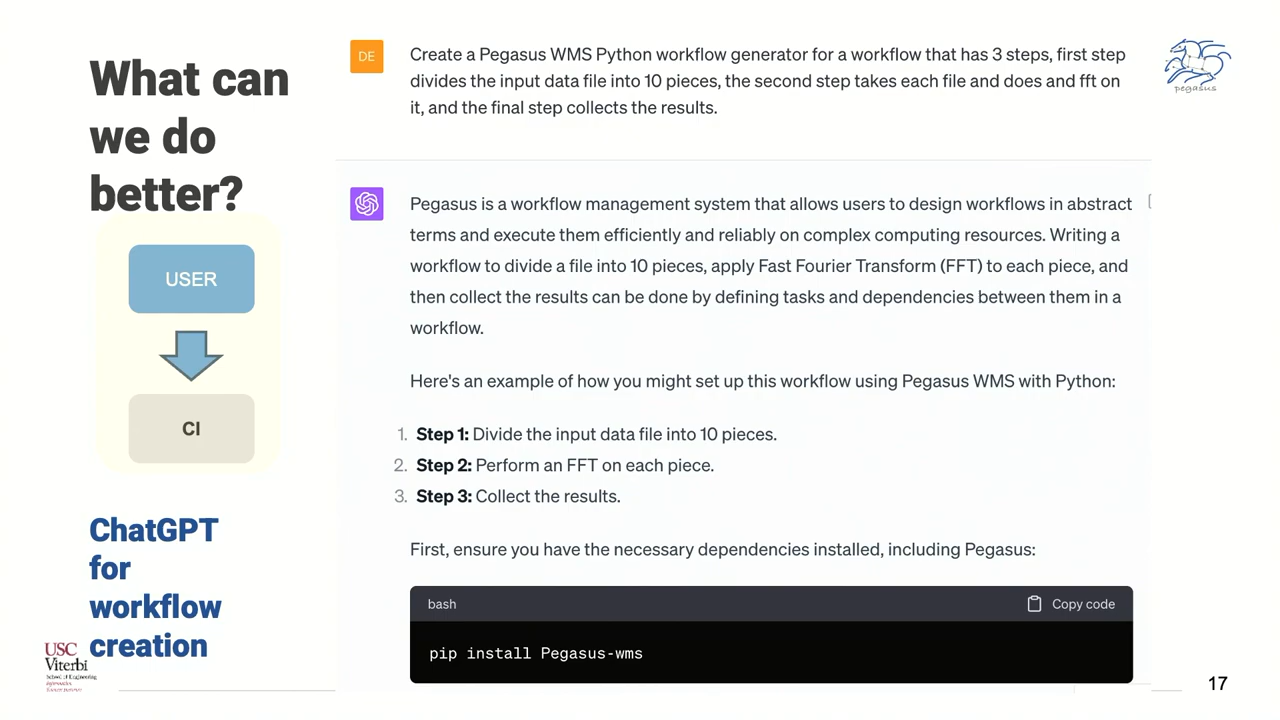 What can
we do
better?
USER
CI
ChatGPT
for
workflow
creation
USC
Viterbi
School of Engineering
Information
Sciences Institute
DE
Create a Pegasus WMS Python workflow generator for a workflow that has 3 steps, first step
divides the input data file into 10 pieces, the second step takes each file and does and fft on
it, and the final step collects the results.
pegasus
Pegasus is a workflow management system that allows users to design workflows in abstract
terms and execute them efficiently and reliably on complex computing resources. Writing a
workflow to divide a file into 10 pieces, apply Fast Fourier Transform (FFT) to each piece, and
then collect the results can be done by defining tasks and dependencies between them in a
workflow.
Here's an example of how you might set up this workflow using Pegasus WMS with Python:
1. Step 1: Divide the input data file into 10 pieces.
2. Step 2: Perform an FFT on each piece.
3. Step 3: Collect the results.
First, ensure you have the necessary dependencies installed, including Pegasus:
bash
Copy code
pip install Pegasus-wms
17